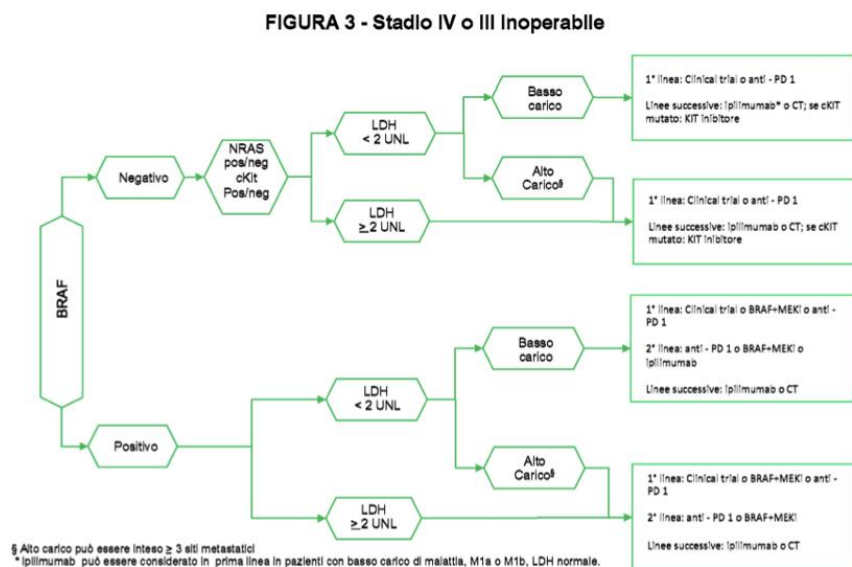 FIGURA 3 - Stadio IV o III Inoperabile
BRAF
Negativo
NRAS
pos/neg
cKit
Pos/neg
LDH
< 2 UNL
Basso
carico
1° linea: Clinical trial o anti - PD 1
Linee successive: ipilimumab* o CT; se cKIT
mutato: KIT inibitore
Alto
Carico§
LDH
≥ 2 UNL
1° linea: Clinical trial o anti - PD 1
Linee successive: ipilimumab o CT; se cKIT
mutato: KIT inibitore
Positivo
LDH
< 2 UNL
Basso
carico
1° linea: Clinical trial o BRAF+MEKi o anti -
PD 1
2° linea: anti - PD 1 o BRAF+MEKi o
ipilimumab
Linee successive: ipilimumab o CT
Alto
Carico§
LDH
≥ 2 UNL
1° linea: Clinical trial o BRAF+MEKi o anti
- PD 1
2° linea: anti - PD 1 o BRAF+MEKi
Linee successive: ipilimumab o CT
§ Alto carico può essere inteso ≥ 3 siti metastatici
* Ipilimumab può essere considerato in prima linea in pazienti con basso carico di malattia, M1a o M1b, LDH normale.